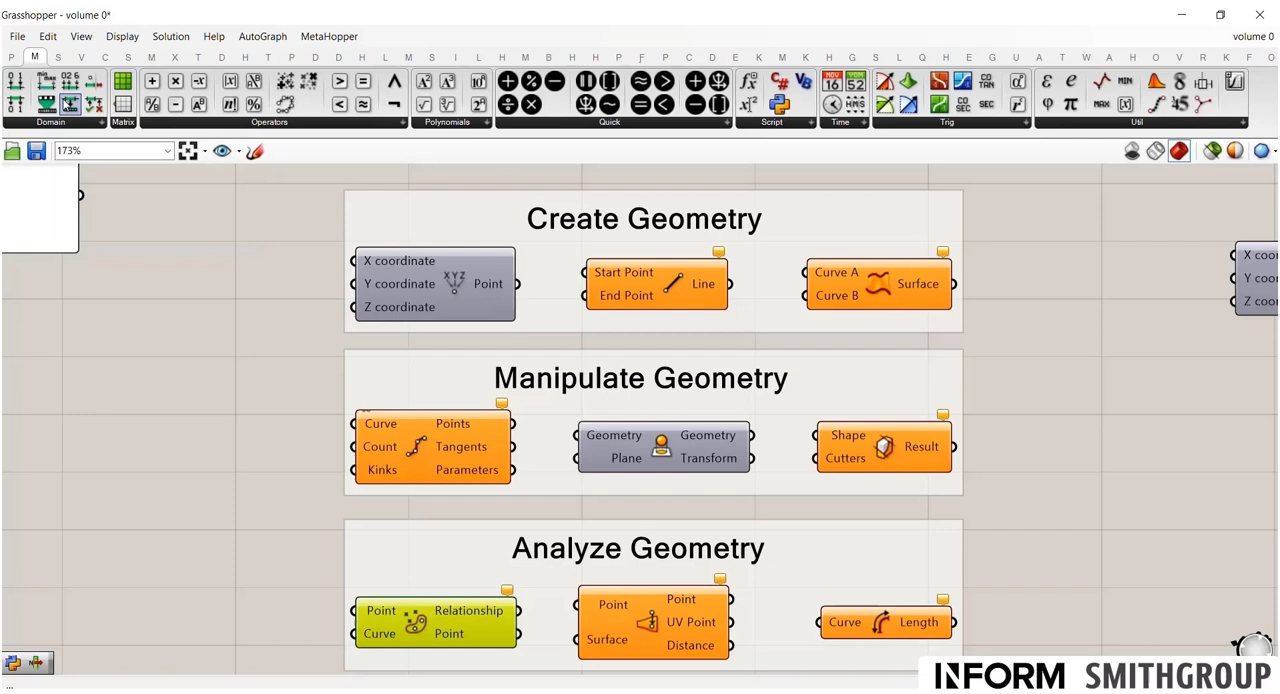 Grasshopper - volume 0*
File Edit View Display Solution Help AutoGraph MetaHopper volume 0
P M S V C S I M X T D D H L M S I L H H P P F C K M H G S D E H K O E D E M L M P F D A T M O V R K F O
Domain Matrix Operators Polynomials Quick Script Time Trig Util
173%
Create Geometry
X coordinate
Y coordinate Point
Z coordinate
Start Point
End Point
Line
Curve A
Curve B
Surface
X coor
Y coor
Z coor
Manipulate Geometry
Curve Points
Count Tangents
Kinks Parameters
Geometry Geometry
Plane Transform
Shape
Cutters
Result
Analyze Geometry
Point Relationship
Curve Point
Point
Surface
Point
UV Point
Distance
Curve Length
INFORM SMITHGROUP